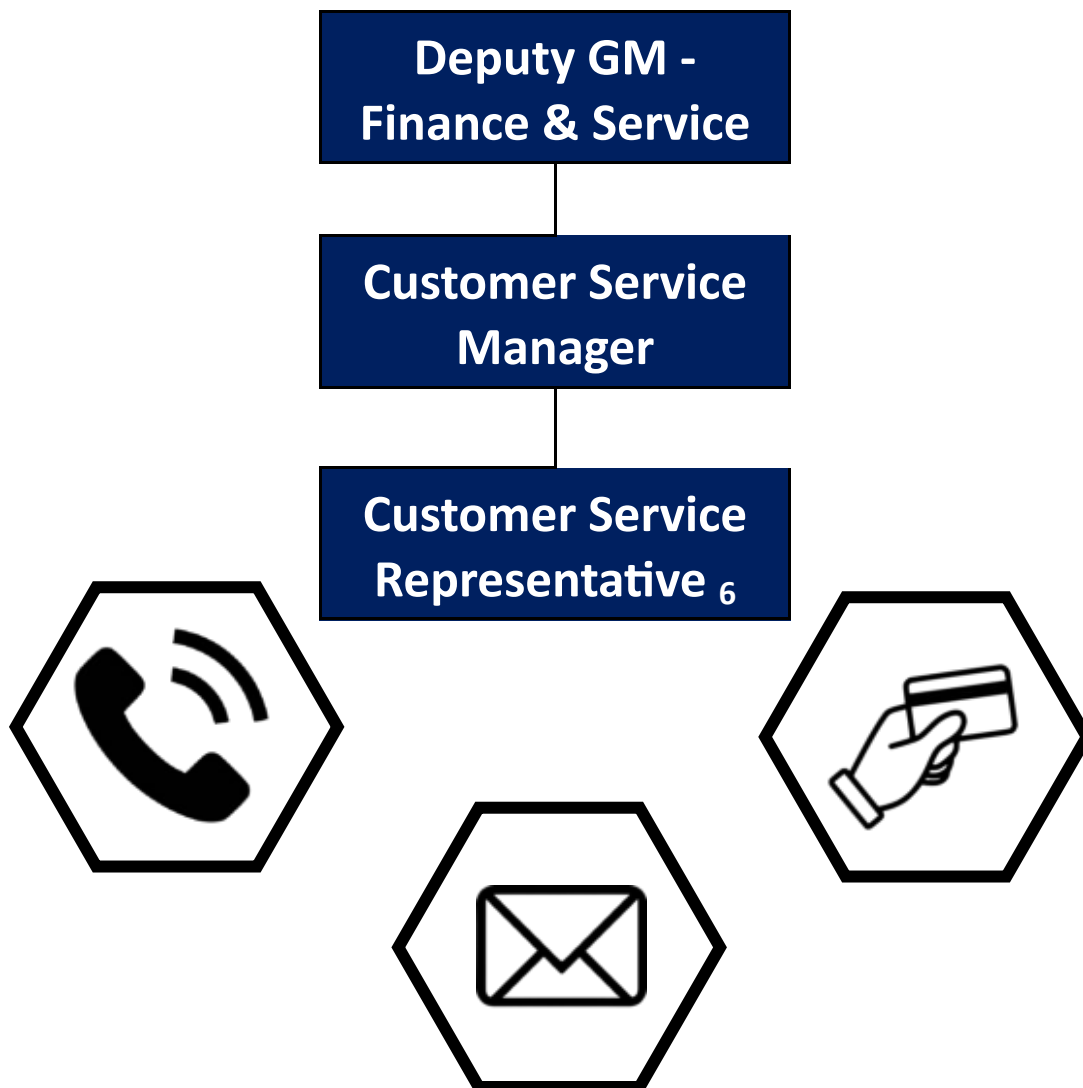 Deputy GM -
Finance & Service
Customer Service
Manager
Customer Service
Representative 6